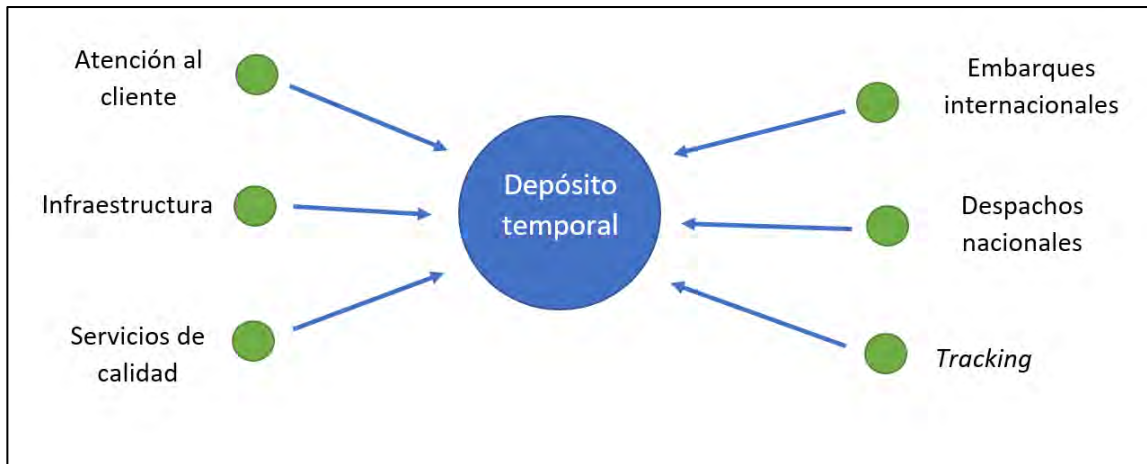 Atención al
cliente
Infraestructura
Servicios de
calidad
Depósito
temporal
Embarques
internacionales
Despachos
nacionales
Tracking